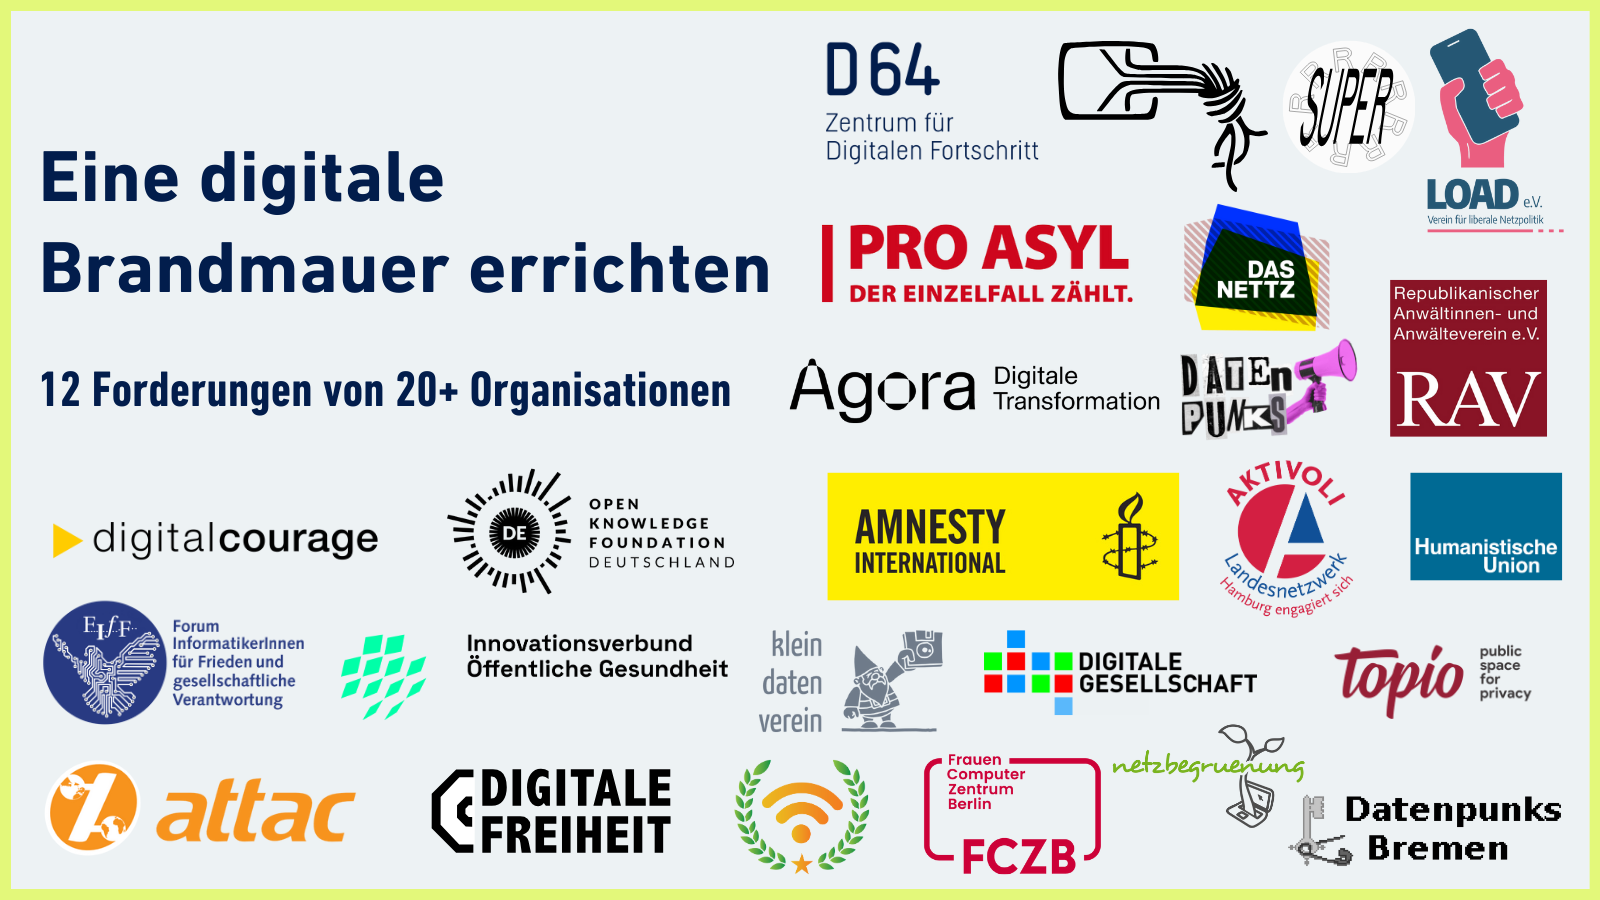 Eine digitale
Brandmauer errichten
12 Forderungen von 20+ Organisationen
D64
Zentrum für
Digitalen Fortschritt
SUPER
R R R R R R R R R
LOAD e.V.
Verein für liberale Netzpolitik
PRO ASYL
DER EINZELFALL ZÄHLT.
DAS
NETTZ
Republikanischer
Anwältinnen- und
Anwälteverein e.V.
RAV
Agora
Digitale
Transformation
DATEn
PUNKS
digitalcourage
DE
OPEN
KNOWLEDGE
FOUNDATION
DEUTSCHLAND
AMNESTY
INTERNATIONAL
AKTIVOLI
Landesnetzwerk
Hamburg engagiert sich
Humanistische
Union
FIfF
Forum
InformatikerInnen
für Frieden und
gesellschaftliche
Verantwortung
Innovationsverbund
Öffentliche Gesundheit
klein
daten
verein
DIGITALE
GESELLSCHAFT
topio
public
space
for
privacy
attac
DIGITALE
FREIHEIT
Frauen
Computer
Zentrum
Berlin
FCZB
netzbegruenung
Datenpunks
Bremen